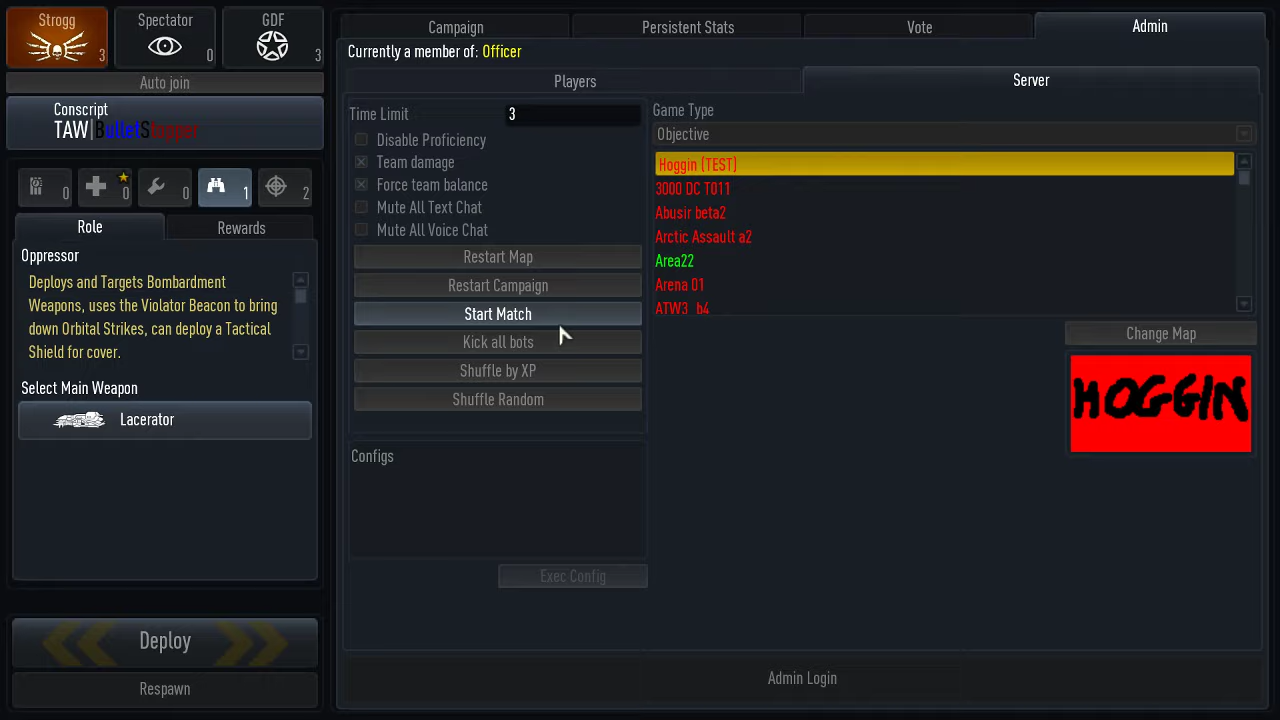 Strogg
3
Spectator
0
GDF
3
Auto join
Conscript
TAW|BulletStopper
0
0
0
1
2
Role
Rewards
Oppressor
Deploys and Targets Bombardment
Weapons, uses the Violator Beacon to bring
down Orbital Strikes, can deploy a Tactical
Shield for cover.
Select Main Weapon
Lacerator
Deploy
Respawn
Campaign
Persistent Stats
Vote
Admin
Currently a member of: Officer
Players
Server
Time Limit
3
Disable Proficiency
Team damage
Force team balance
Mute All Text Chat
Mute All Voice Chat
Restart Map
Restart Campaign
Start Match
Kick all bots
Shuffle by XP
Shuffle Random
Configs
Exec Config
Game Type
Objective
Hoggin (TEST)
3000 DC T011
Abusir beta2
Arctic Assault a2
Area22
Arena 01
ATW3_b4
Change Map
HOGGIN
Admin Login